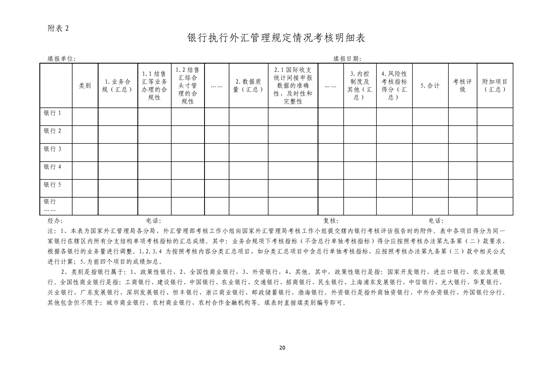 附表 2
银行执行外汇管理规定情况考核明细表
填报单位： 填报日期：
类别
1.业务合
规（汇总）
1.1 结售
汇等业务
办理的合
规性
1.2 结售
汇综合
头寸管
理的合
规性
……
2.数据质
量（汇总）
2.1 国际收支
统计间接申报
数据的准确
性、及时性和
完整性
……
3.内控
制度及
其他（汇
总）
4.风险性
考核指标
得分（汇
总）
5.合计
考核评
级
附加项目
（汇总）
银行 1
银行 2
银行 3
银行 4
银行 5
银行
……
经办： 电话： 复核： 电话：
注：1、本表为国家外汇管理局各分局、外汇管理部考核工作小组向国家外汇管理局考核工作小组提交辖内银行考核评估报告时的附件。表中各项目得分为同一
家银行在辖区内所有分支结构单项考核指标的汇总成绩。其中：业务合规项下考核指标（不含总行单独考核指标）得分应按照考核办法第九条第（二）款要求，
根据各银行的业务量进行调整。1,2,3,4 为按照考核内容分类汇总项目，如分类汇总项目中含总行单独考核指标，应按照考核办法第九条第（三）款中相关公式
进行计算；5.为前四个项目的成绩加总。
2、类别是指银行属于：1、政策性银行，2、全国性商业银行，3、外资银行，4、其他。其中，政策性银行是指：国家开发银行，进出口银行，农业发展银
行。全国性商业银行是指：工商银行，建设银行，中国银行，农业银行，交通银行，招商银行，民生银行，上海浦东发展银行，中信银行，光大银行，华夏银行，
兴业银行，广东发展银行，深圳发展银行，恒丰银行，浙江商业银行，邮政储蓄银行，渤海银行。外资银行是指外商独资银行，中外合资银行，外国银行分行。
其他包含但不限于：城市商业银行，农村商业银行，农村合作金融机构等。填表时直接填类别编号即可。
20